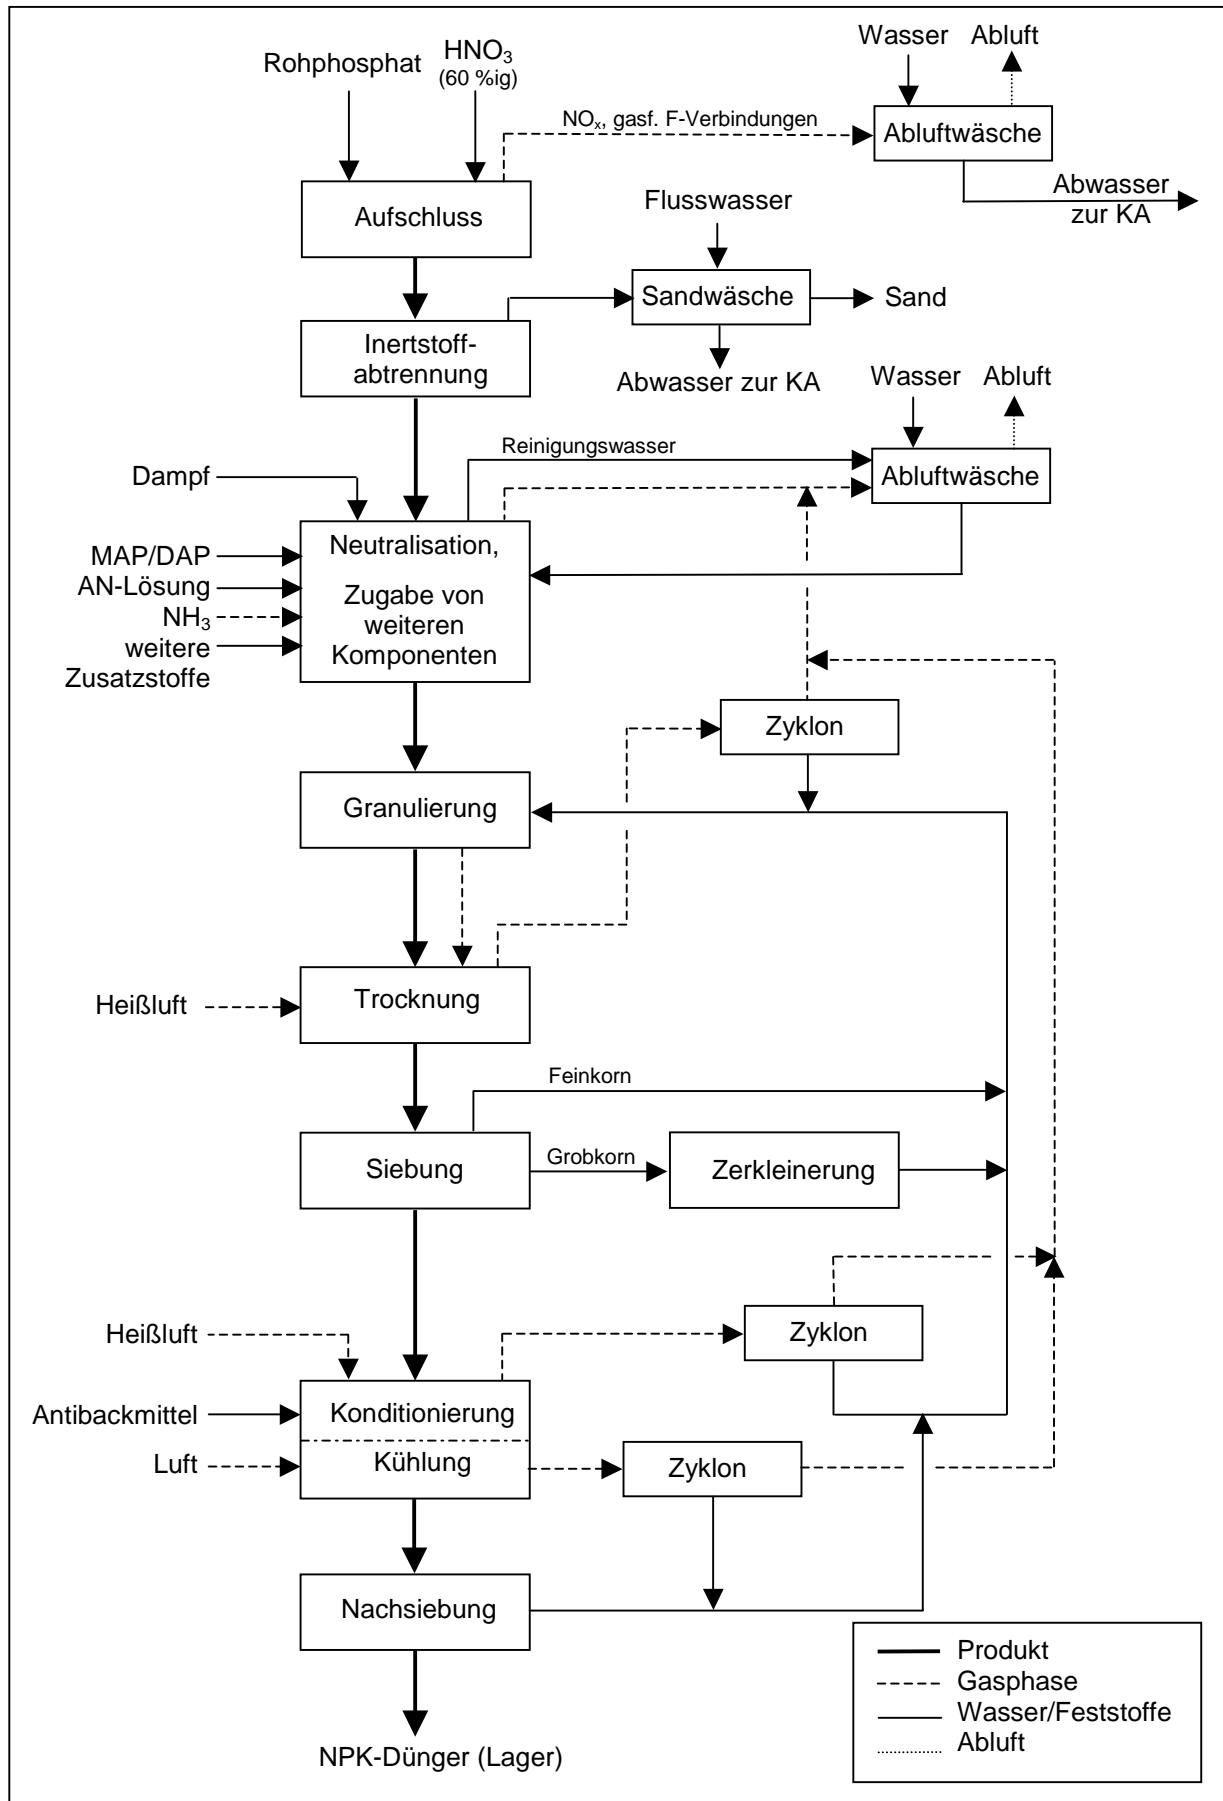 Wasser
Abluft
Rohphosphat
HNO₃
(60 %ig)
NOₓ, gasf. F-Verbindungen
Abluftwäsche
Abwasser
zur KA
Aufschluss
Flusswasser
Sandwäsche
Sand
Inertstoff-
abtrennung
Abwasser zur KA
Wasser
Abluft
Reinigungswasser
Abluftwäsche
Dampf
Neutralisation,
Zugabe von
weiteren
Komponenten
MAP/DAP
AN-Lösung
NH₃
weitere
Zusatzstoffe
Zyklon
Granulierung
Trocknung
Heißluft
Feinkorn
Siebung
Grobkorn
Zerkleinerung
Heißluft
Zyklon
Antibackmittel
Konditionierung
Luft
Kühlung
Zyklon
Nachsiebung
NPK-Dünger (Lager)
Produkt
Gasphase
Wasser/Feststoffe
Abluft